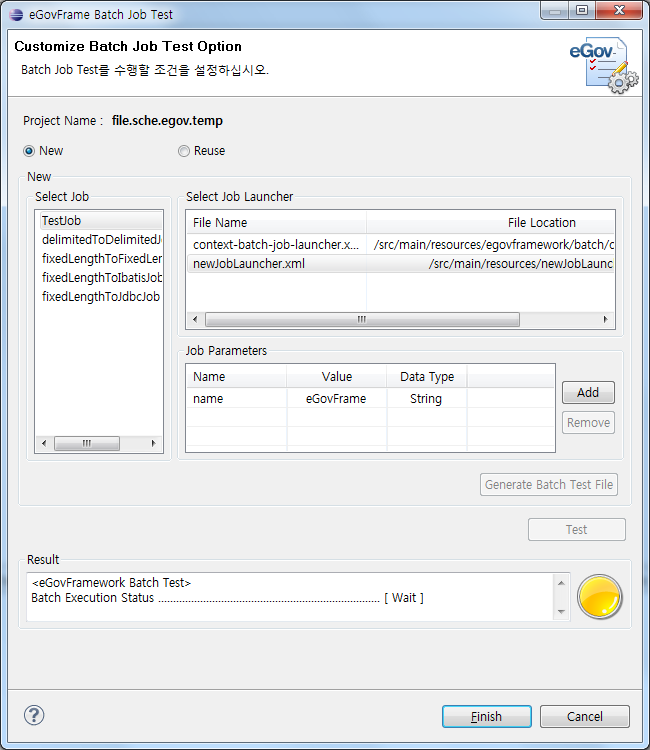 eGovFrame Batch Job Test
Customize Batch Job Test Option
Batch Job Test를 수행할 조건을 설정하십시오.
eGov
Project Name : file.sche.egov.temp
New
Reuse
New
Select Job
TestJob
delimitedToDelimitedJ
fixedLengthToFixedLen
fixedLengthToIbatisJob
fixedLengthToJdbcJob
Select Job Launcher
File Name File Location
context-batch-job-launcher.x... /src/main/resources/egovframework/batch/c
newJobLauncher.xml /src/main/resources/newJobLaunc
Job Parameters
Name Value Data Type
name eGovFrame String
Add
Remove
Generate Batch Test File
Test
Result
<eGovFramework Batch Test>
Batch Execution Status .......................................................................... [ Wait ]
?
Finish
Cancel